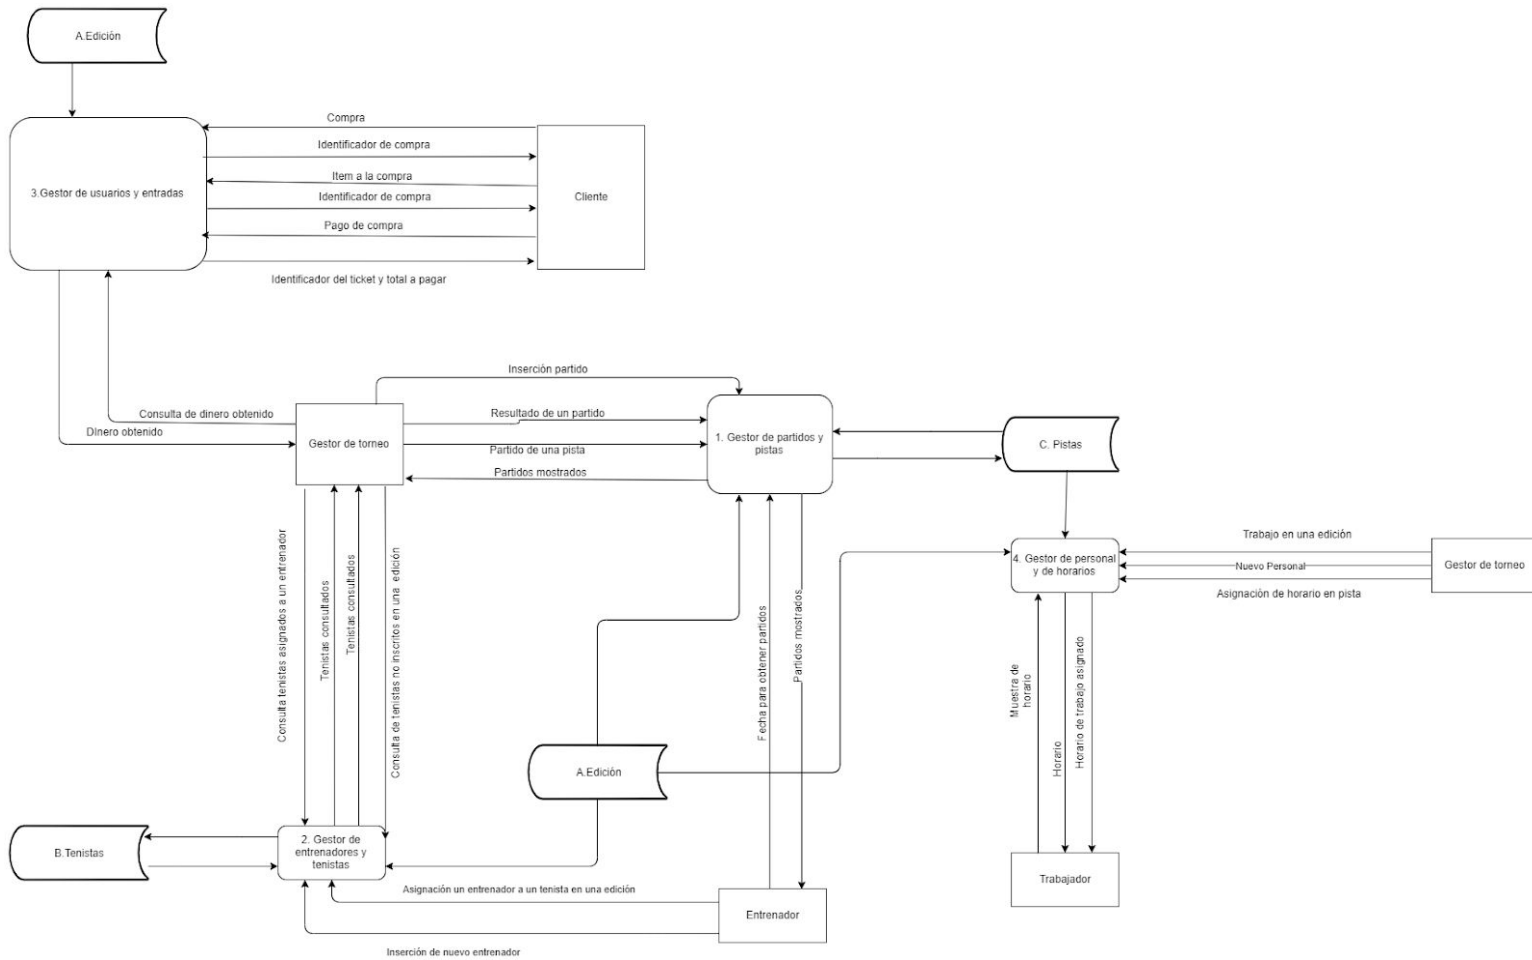 A.Edición
Compra
Identificador de compra
Item a la compra
3.Gestor de usuarios y entradas
Identificador de compra
Cliente
Pago de compra
Identificador del ticket y total a pagar
Inserción partido
Consulta de dinero obtenido
Resultado de un partido
DInero obtenido
Gestor de torneo
Partido de una pista
1. Gestor de partidos y
pistas
C. Pistas
Partidos mostrados
Consulta tenistas asignados a un entrenador
Tenistas consultados
Tenistas consultados
Consulta de tenistas no inscritos en una edición
Fecha para obtener partidos
Partidos mostrados
Trabajo en una edición
4. Gestor de personal
y de horarios
Nuevo Personal
Gestor de torneo
Asignación de horario en pista
Muestra de
horario
Horario
Horario de trabajo asignado
A.Edición
B.Tenistas
2. Gestor de
entrenadores y
tenistas
Trabajador
Asignación un entrenador a un tenista en una edición
Entrenador
Inserción de nuevo entrenador